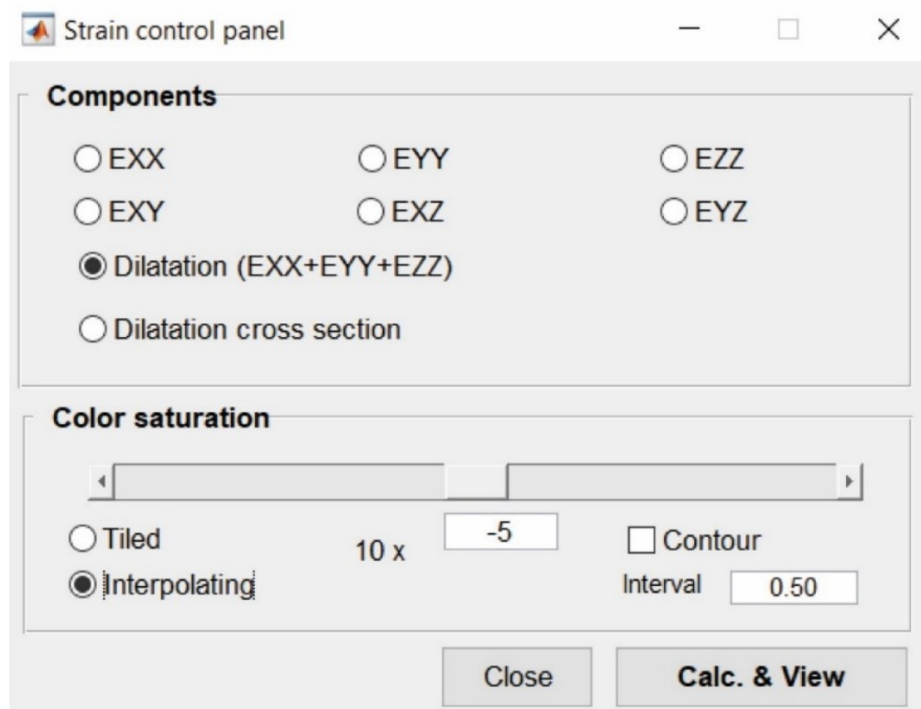 Strain control panel
Components
EXX EYY EZZ
EXY EXZ EYZ
Dilatation (EXX+EYY+EZZ)
Dilatation cross section
Color saturation
Tiled 10 x -5 Contour
Interpolating Interval 0.50
Close Calc. & View